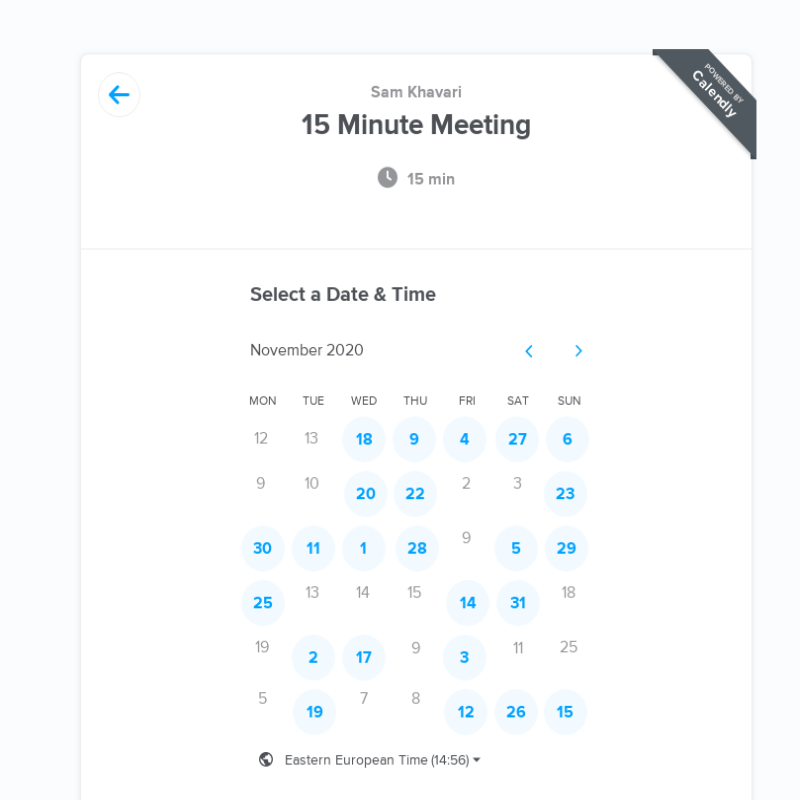 POWERED BY
Calendly
Sam Khavari
15 Minute Meeting
15 min
Select a Date & Time
November 2020
MON TUE WED THU FRI SAT SUN
12 13 18 9 4 27 6
9 10 20 22 2 3 23
30 11 1 28 9 5 29
25 13 14 15 14 31 18
19 2 17 9 3 11 25
5 19 7 8 12 26 15
Eastern European Time (14:56)